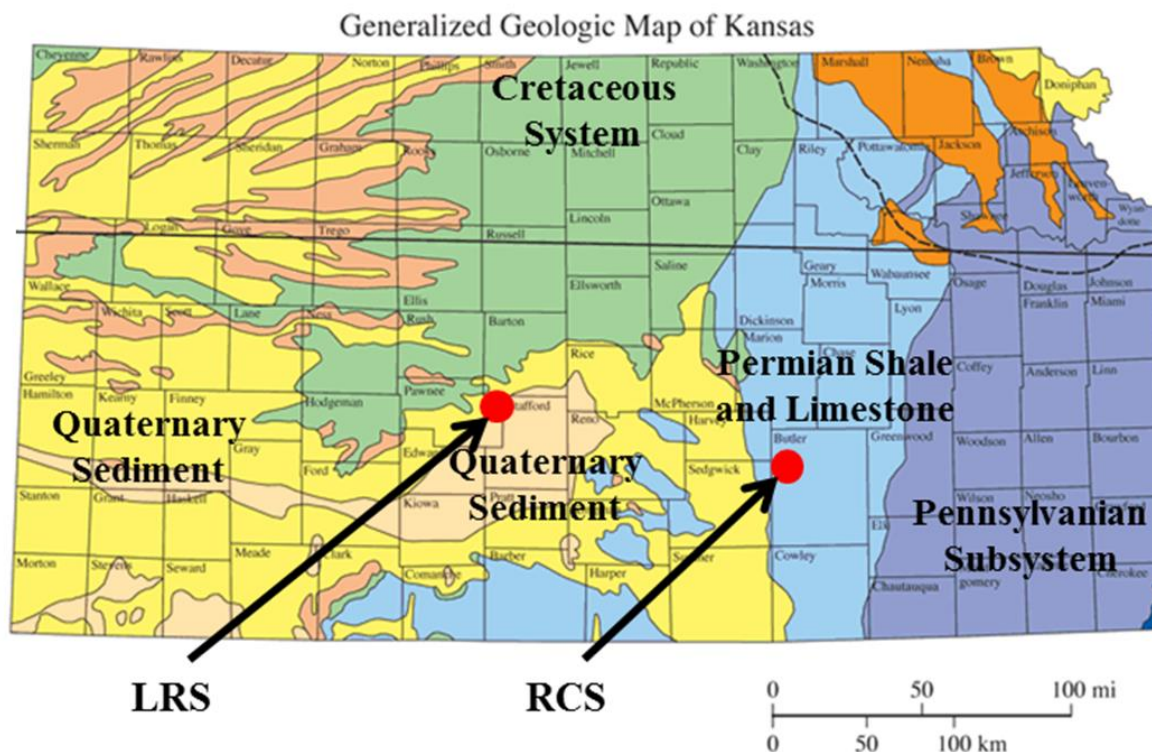 Generalized Geologic Map of Kansas
Cheyenne
Rawlins
Decatur
Norton
Phillips
Smith
Jewell
Republic
Washington
Marshall
Nemaha
Brown
Doniphan
Cretaceous
System
Sherman
Thomas
Sheridan
Graham
Rooks
Osborne
Mitchell
Cloud
Clay
Riley
Pottawatomie
Jackson
Atchison
Jefferson
Leaven-
worth
Wyan-
dotte
Shawnee
Wallace
Logan
Gove
Trego
Ellis
Russell
Lincoln
Ottawa
Saline
Ellsworth
Geary
Morris
Wabaunsee
Lyon
Osage
Douglas
Johnson
Franklin
Miami
Greeley
Wichita
Scott
Lane
Ness
Rush
Barton
Rice
Dickinson
Marion
Chase
McPherson
Permian Shale
and Limestone
Coffey
Anderson
Linn
Hamilton
Kearny
Finney
Hodgeman
Pawnee
Stafford
Reno
Harvey
Butler
Greenwood
Woodson
Allen
Bourbon
Quaternary
Sediment
Gray
Ford
Kiowa
Pratt
Quaternary
Sediment
Sedgwick
Stanton
Grant
Haskell
Wilson
Neosho
Pennsylvanian
Subsystem
Morton
Stevens
Seward
Meade
Clark
Comanche
Barber
Harper
Sumner
Cowley
Elk
Chautauqua
gomery
Cherokee
LRS
RCS
0 50 100 mi
0 50 100 km